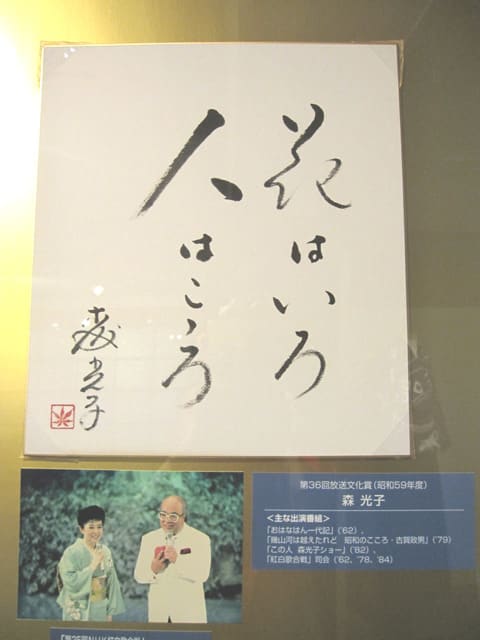 花はいろ
人はこゝろ
森光子
第36回放送文化賞(昭和59年度)
森 光子
<主な出演番組>
「おはなはん一代記」('62)、
「幾山河は越えたれど 昭和のこころ・古賀政男」('79)
「この人 森光子ショー」('82)、
「紅白歌合戦」司会('62、'78、'84)